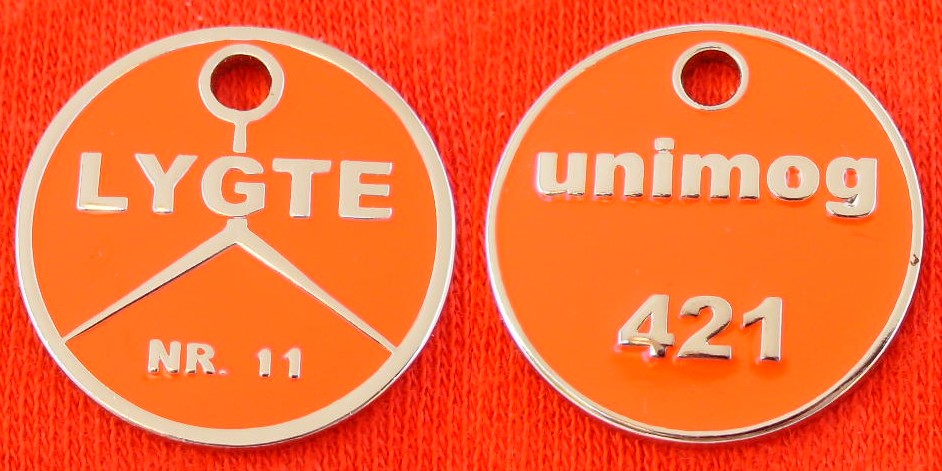 LYGTE
NR. 11
unimog
421